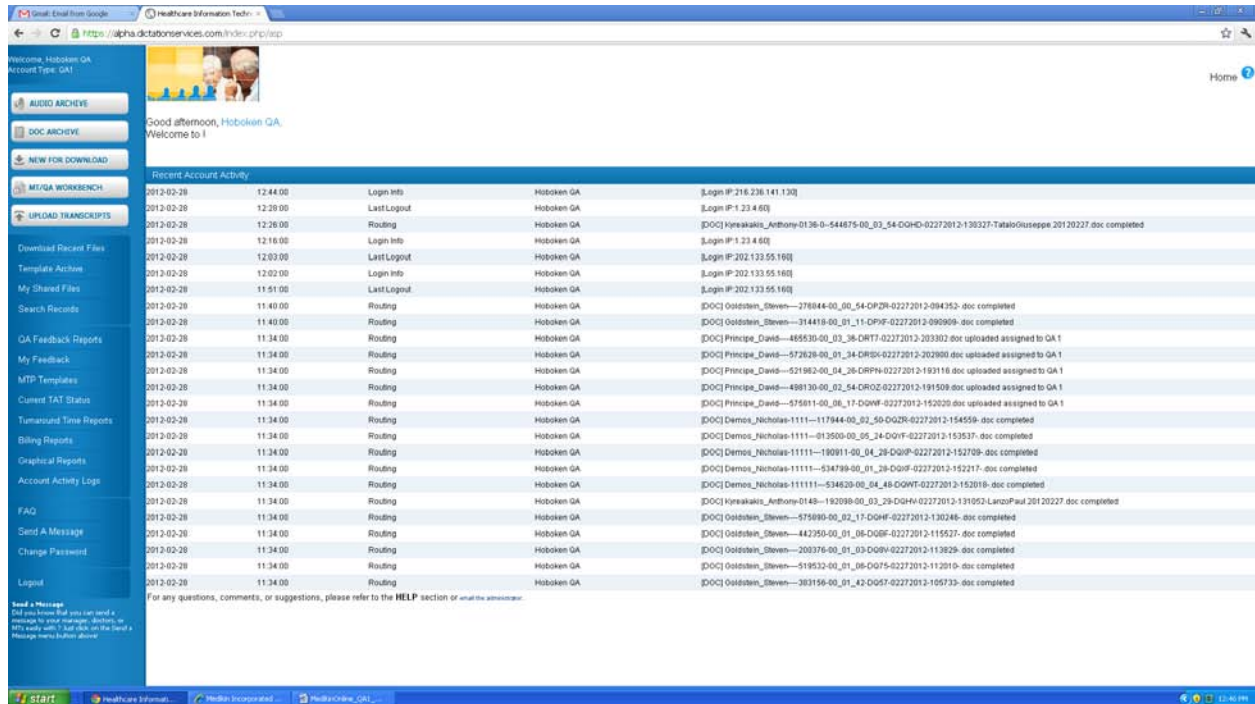 Gmail: Email from Google
Healthcare Information Techn
https://alpha.dictationservices.com/index.php/asp
Welcome, Hoboken QA
Account Type: QA1
Home ?
AUDIO ARCHIVE
DOC ARCHIVE
NEW FOR DOWNLOAD
MT/QA WORKBENCH
UPLOAD TRANSCRIPTS
Download Recent Files
Template Archive
My Shared Files
Search Records
QA Feedback Reports
My Feedback
MTP Templates
Current TAT Status
Turnaround Time Reports
Billing Reports
Graphical Reports
Account Activity Logs
FAQ
Send A Message
Change Password
Logout
Send a Message
Did you know that you can send a
message to your manager, doctors, or
MTs easily with ? Just click on the Send a
Message menu button above!
Good afternoon, Hoboken QA.
Welcome to !
Recent Account Activity
2012-02-28 12:44:00 Login Info Hoboken QA [Login IP:216.236.141.130]
2012-02-28 12:28:00 Last Logout Hoboken QA [Login IP:1.23.4.60]
2012-02-28 12:26:00 Routing Hoboken QA [DOC] Kyreakakis_Anthony-0136-0--544675-00_03_54-DQHD-02272012-130327-TataloGiuseppe.20120227.doc completed
2012-02-28 12:16:00 Login Info Hoboken QA [Login IP:1.23.4.60]
2012-02-28 12:03:00 Last Logout Hoboken QA [Login IP:202.133.55.160]
2012-02-28 12:02:00 Login Info Hoboken QA [Login IP:202.133.55.160]
2012-02-28 11:51:00 Last Logout Hoboken QA [Login IP:202.133.55.160]
2012-02-28 11:40:00 Routing Hoboken QA [DOC] Goldstein_Steven----276844-00_00_54-DPZR-02272012-094352-.doc completed
2012-02-28 11:40:00 Routing Hoboken QA [DOC] Goldstein_Steven----314418-00_01_11-DPXF-02272012-090909-.doc completed
2012-02-28 11:34:00 Routing Hoboken QA [DOC] Principe_David----465530-00_03_36-DRT7-02272012-203302.doc uploaded assigned to QA 1
2012-02-28 11:34:00 Routing Hoboken QA [DOC] Principe_David----572628-00_01_34-DRSX-02272012-202800.doc uploaded assigned to QA 1
2012-02-28 11:34:00 Routing Hoboken QA [DOC] Principe_David----521982-00_04_26-DRPN-02272012-193116.doc uploaded assigned to QA 1
2012-02-28 11:34:00 Routing Hoboken QA [DOC] Principe_David----498130-00_02_54-DROZ-02272012-191509.doc uploaded assigned to QA 1
2012-02-28 11:34:00 Routing Hoboken QA [DOC] Principe_David----575811-00_06_17-DQWF-02272012-152020.doc uploaded assigned to QA 1
2012-02-28 11:34:00 Routing Hoboken QA [DOC] Demos_Nicholas-1111---117944-00_02_50-DQZR-02272012-154559-.doc completed
2012-02-28 11:34:00 Routing Hoboken QA [DOC] Demos_Nicholas-1111---013500-00_05_24-DQYF-02272012-153537-.doc completed
2012-02-28 11:34:00 Routing Hoboken QA [DOC] Demos_Nicholas-11111---190911-00_04_28-DQXP-02272012-152709-.doc completed
2012-02-28 11:34:00 Routing Hoboken QA [DOC] Demos_Nicholas-11111---534799-00_01_28-DQXF-02272012-152217-.doc completed
2012-02-28 11:34:00 Routing Hoboken QA [DOC] Demos_Nicholas-111111---534620-00_04_48-DQWT-02272012-152018-.doc completed
2012-02-28 11:34:00 Routing Hoboken QA [DOC] Kyreakakis_Anthony-0148---192098-00_03_29-DQHV-02272012-131052-LanzoPaul.20120227.doc completed
2012-02-28 11:34:00 Routing Hoboken QA [DOC] Goldstein_Steven----575890-00_02_17-DQHF-02272012-130246-.doc completed
2012-02-28 11:34:00 Routing Hoboken QA [DOC] Goldstein_Steven----442350-00_01_06-DQBF-02272012-115527-.doc completed
2012-02-28 11:34:00 Routing Hoboken QA [DOC] Goldstein_Steven----200376-00_01_03-DQ8V-02272012-113829-.doc completed
2012-02-28 11:34:00 Routing Hoboken QA [DOC] Goldstein_Steven----519532-00_01_06-DQ75-02272012-112010-.doc completed
2012-02-28 11:34:00 Routing Hoboken QA [DOC] Goldstein_Steven----303156-00_01_42-DQ57-02272012-105733-.doc completed
For any questions, comments, or suggestions, please refer to the HELP section or email the administrator.
start
Healthcare Informati...
Medikin Incorporated ...
MedikinOnline_QA1_...
12:46 PM